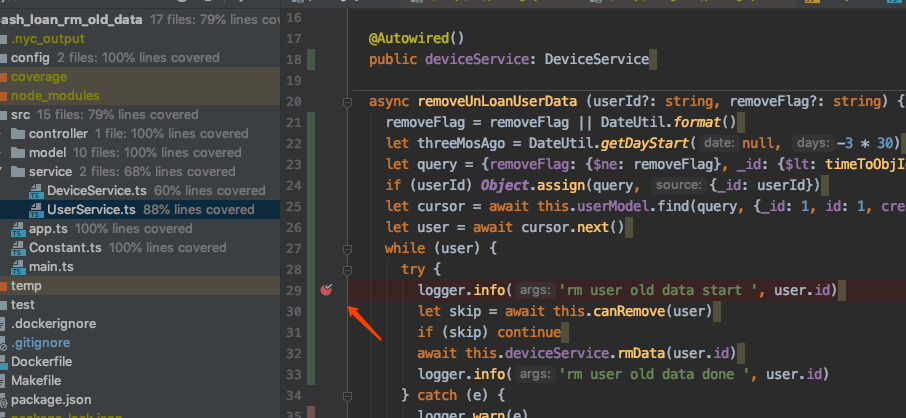 ash_loan_rm_old_data 17 files: 79% lines covered
.nyc_output
config 2 files: 100% lines covered
coverage
node_modules
src 15 files: 79% lines covered
controller 1 file: 100% lines covered
model 10 files: 100% lines covered
service 2 files: 68% lines covered
DeviceService.ts 60% lines covered
UserService.ts 88% lines covered
app.ts 100% lines covered
Constant.ts 100% lines covered
main.ts
temp
test
.dockerignore
.gitignore
Dockerfile
Makefile
package.json
16
17 @Autowired()
18 public deviceService: DeviceService
20 async removeUnLoanUserData (userId?: string, removeFlag?: string) {
21 removeFlag = removeFlag || DateUtil.format()
22 let threeMosAgo = DateUtil.getDayStart( date: null, days: -3 * 30)
23 let query = {removeFlag: {$ne: removeFlag}, _id: {$lt: timeToObjI
24 if (userId) Object.assign(query, source: {_id: userId})
25 let cursor = await this.userModel.find(query, {_id: 1, id: 1, cre
26 let user = await cursor.next()
27 while (user) {
28 try {
29 logger.info( args: 'rm user old data start ', user.id)
30 let skip = await this.canRemove(user)
31 if (skip) continue
32 await this.deviceService.rmData(user.id)
33 logger.info( args: 'rm user old data done ', user.id)
34 } catch (e) {
35 logger.warn(e)